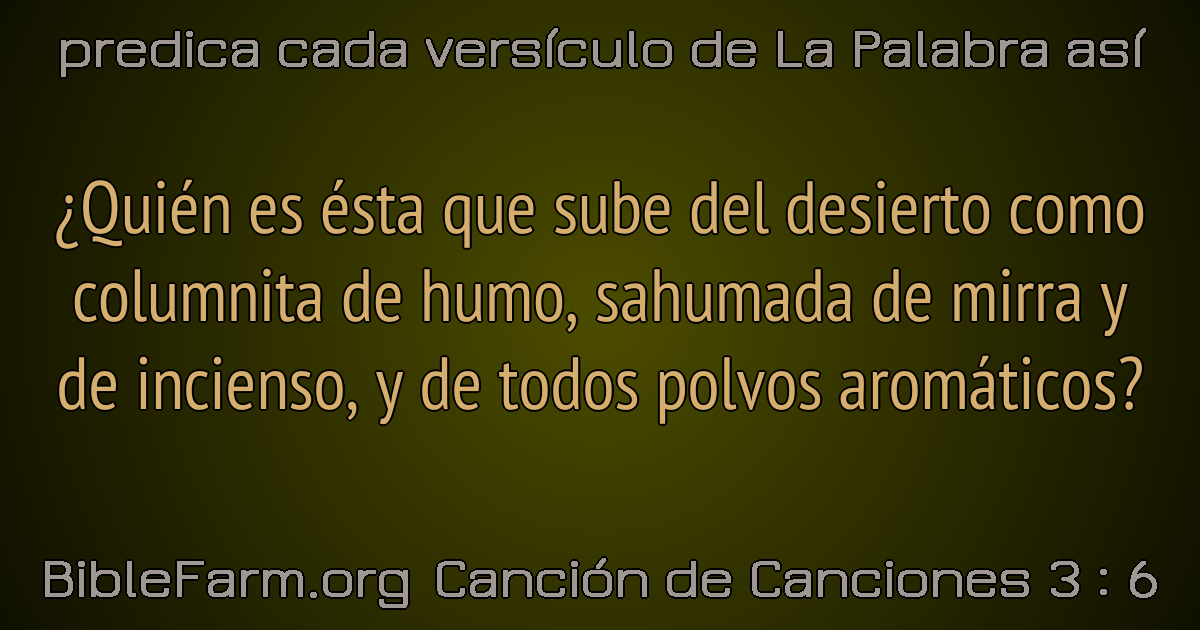 predica cada versículo de La Palabra así
¿Quién es ésta que sube del desierto como
columnita de humo, sahumada de mirra y
de incienso, y de todos polvos aromáticos?
BibleFarm.org Canción de Canciones 3 : 6